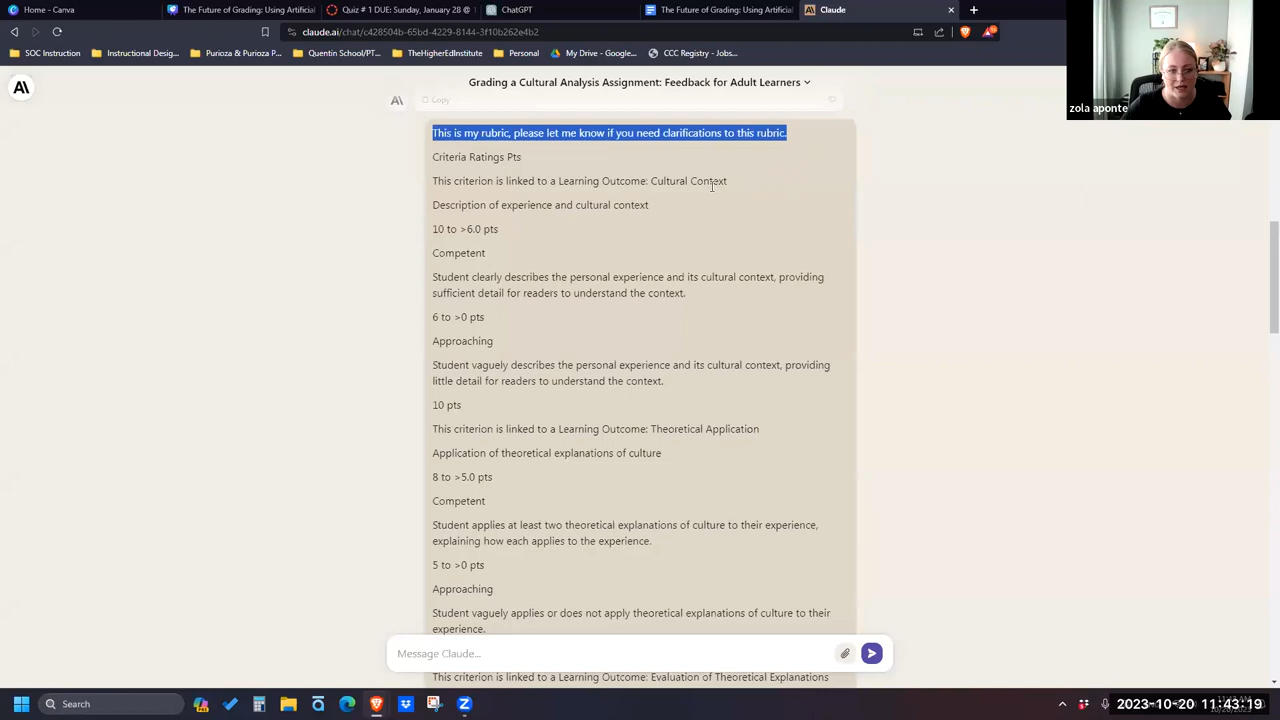 Home - Canva
The Future of Grading: Using Artificial
Quiz # 1 DUE: Sunday, January 28 @
ChatGPT
The Future of Grading: Using Artificial
Claude
claude.ai/chat/c428504b-65bd-4229-8144-3f10b262e4b2
SOC Instruction
Instructional Desig...
Purioza & Purioza P...
Quentin School/PT...
TheHigherEdInstitute
Personal
My Drive - Google...
CCC Registry - Jobs...
zola aponte
Grading a Cultural Analysis Assignment: Feedback for Adult Learners
Copy
This is my rubric, please let me know if you need clarifications to this rubric.
Criteria Ratings Pts
This criterion is linked to a Learning Outcome: Cultural Context
Description of experience and cultural context
10 to >6.0 pts
Competent
Student clearly describes the personal experience and its cultural context, providing
sufficient detail for readers to understand the context.
6 to >0 pts
Approaching
Student vaguely describes the personal experience and its cultural context, providing
little detail for readers to understand the context.
10 pts
This criterion is linked to a Learning Outcome: Theoretical Application
Application of theoretical explanations of culture
8 to >5.0 pts
Competent
Student applies at least two theoretical explanations of culture to their experience,
explaining how each applies to the experience.
5 to >0 pts
Approaching
Student vaguely applies or does not apply theoretical explanations of culture to their
experience.
Message Claude...
This criterion is linked to a Learning Outcome: Evaluation of Theoretical Explanations
Search
2023-10-20 11:43:19